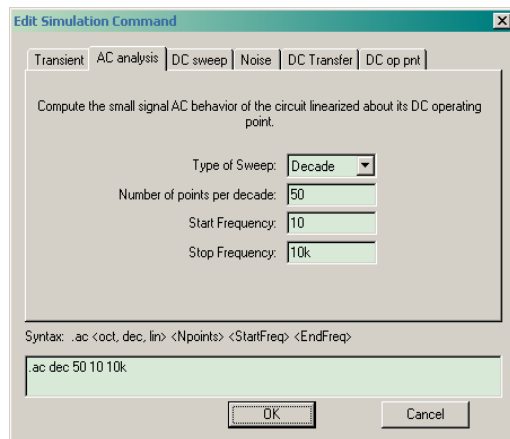 Edit Simulation Command
Transient AC analysis DC sweep Noise DC Transfer DC op pnt
Compute the small signal AC behavior of the circuit linearized about its DC operating
point.
Type of Sweep: Decade
Number of points per decade: 50
Start Frequency: 10
Stop Frequency: 10k
Syntax: .ac <oct, dec, lin> <Npoints> <StartFreq> <EndFreq>
.ac dec 50 10 10k
OK Cancel